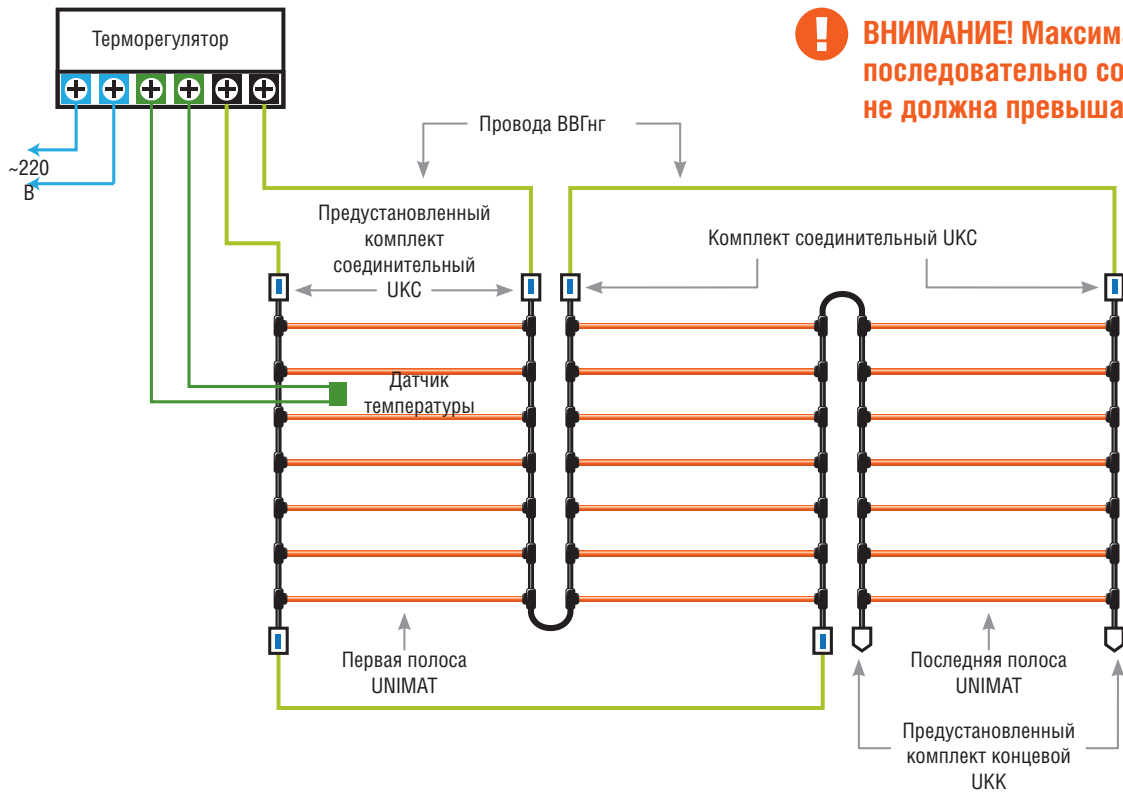 Терморегулятор
ВНИМАНИЕ! Максима
последовательно со
не должна превыша
~220
В
Провода ВВГнг
Предустановленный
комплект
соединительный
UKC
Комплект соединительный UKC
Датчик
температуры
Первая полоса
UNIMAT
Последняя полоса
UNIMAT
Предустановленный
комплект концевой
UKK